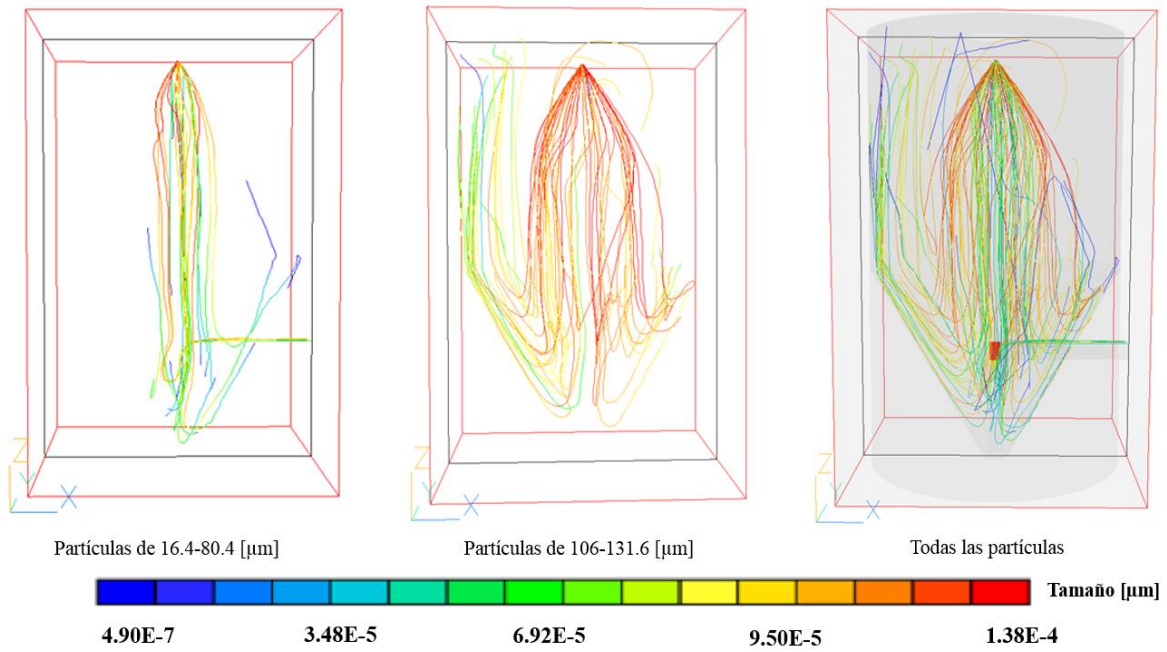 Z
Y
X
Z
Y
X
Z
Y
X
Partículas de 16.4-80.4 [µm]
Partículas de 106-131.6 [µm]
Todas las partículas
Tamaño [µm]
4.90E-7
3.48E-5
6.92E-5
9.50E-5
1.38E-4